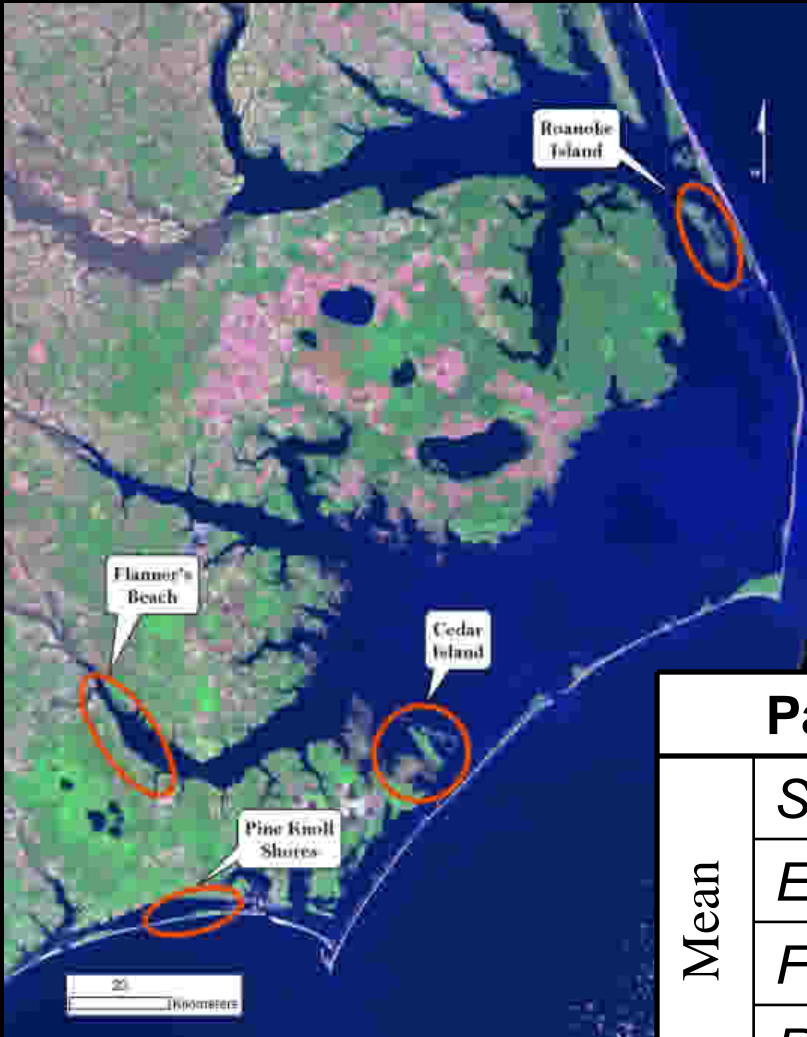 Roanoke
Island
Flanner's
Beach
Cedar
Island
Pine Knoll
Shores
20
Kilometers
Pa
Mean
S
E
F